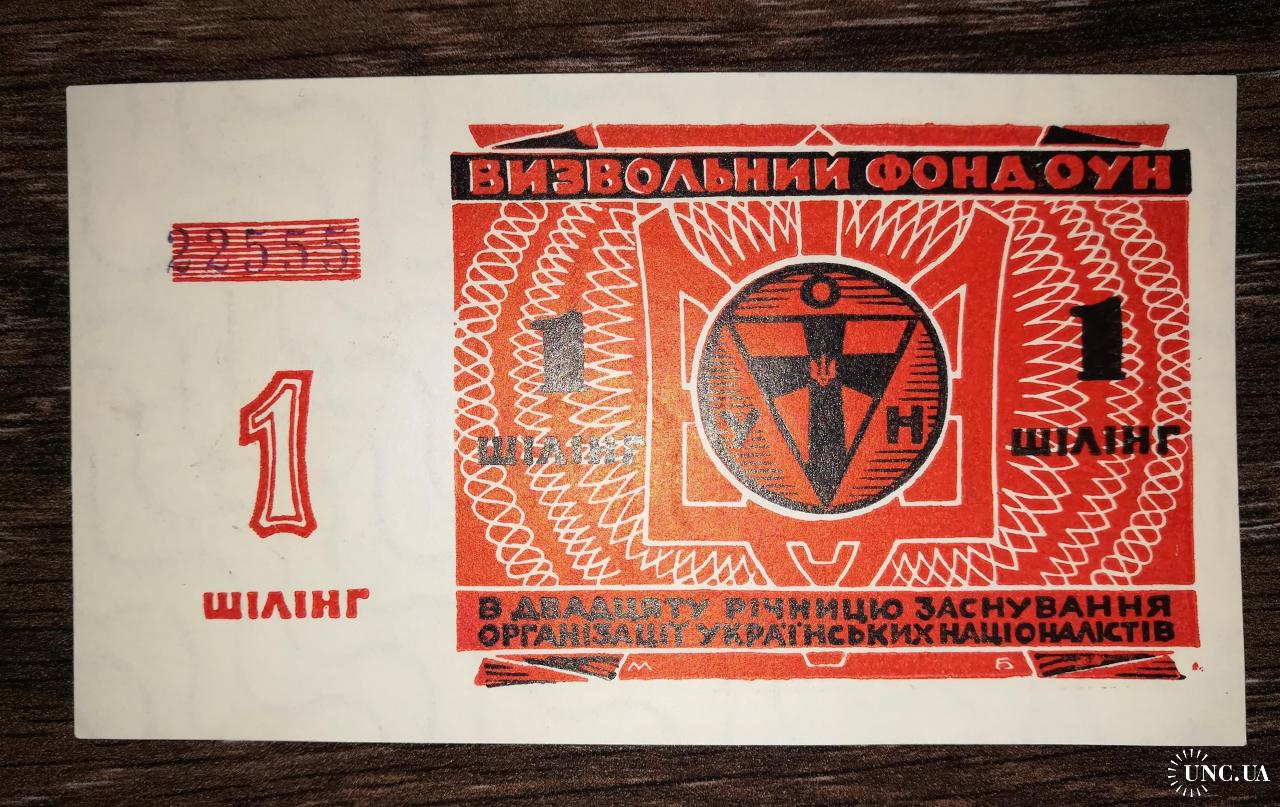 ВИЗВОЛЬНИЙ ФОНД ОУН
22555
О
1
1
1
У
Н
ШІЛІНГ
ШІЛІНГ
ШІЛІНГ
В ДВАДЦЯТУ РІЧНИЦЮ ЗАСНУВАННЯ
ОРГАНІЗАЦІЇ УКРАЇНСЬКИХ НАЦІОНАЛІСТІВ
М Б
UNC.UA